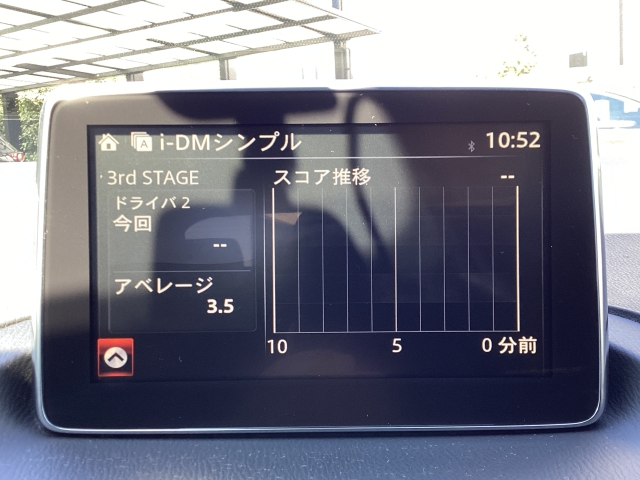 A i-DMシンプル 10:52
3rd STAGE
ドライバ 2
今回
--
アベレージ
3.5
スコア推移 --
10 5 0 分前